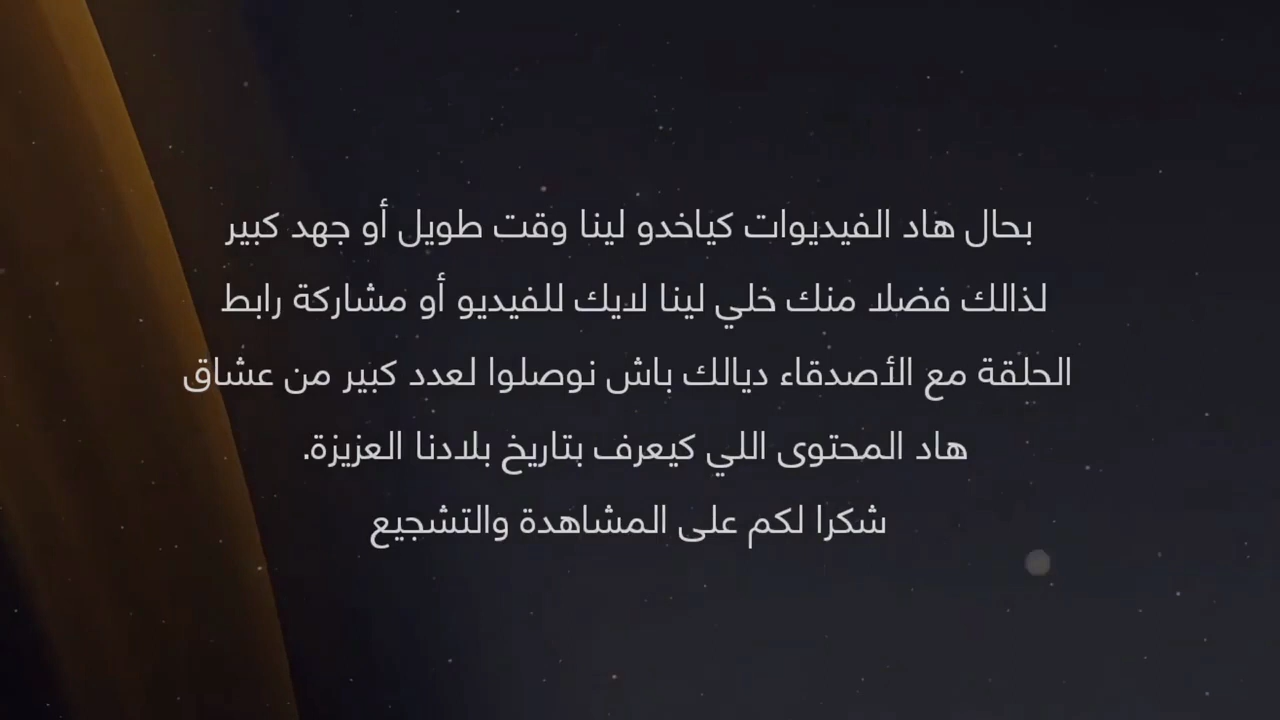 بحال هاد الفيديوات كياخدو لينا وقت طويل أو جهد كبير
لذالك فضلا منك خلي لينا لايك للفيديو أو مشاركة رابط
الحلقة مع الأصدقاء ديالك باش نوصلوا لعدد كبير من عشاق
هاد المحتوى اللي كيعرف بتاريخ بلادنا العزيزة.
شكرا لكم على المشاهدة والتشجيع